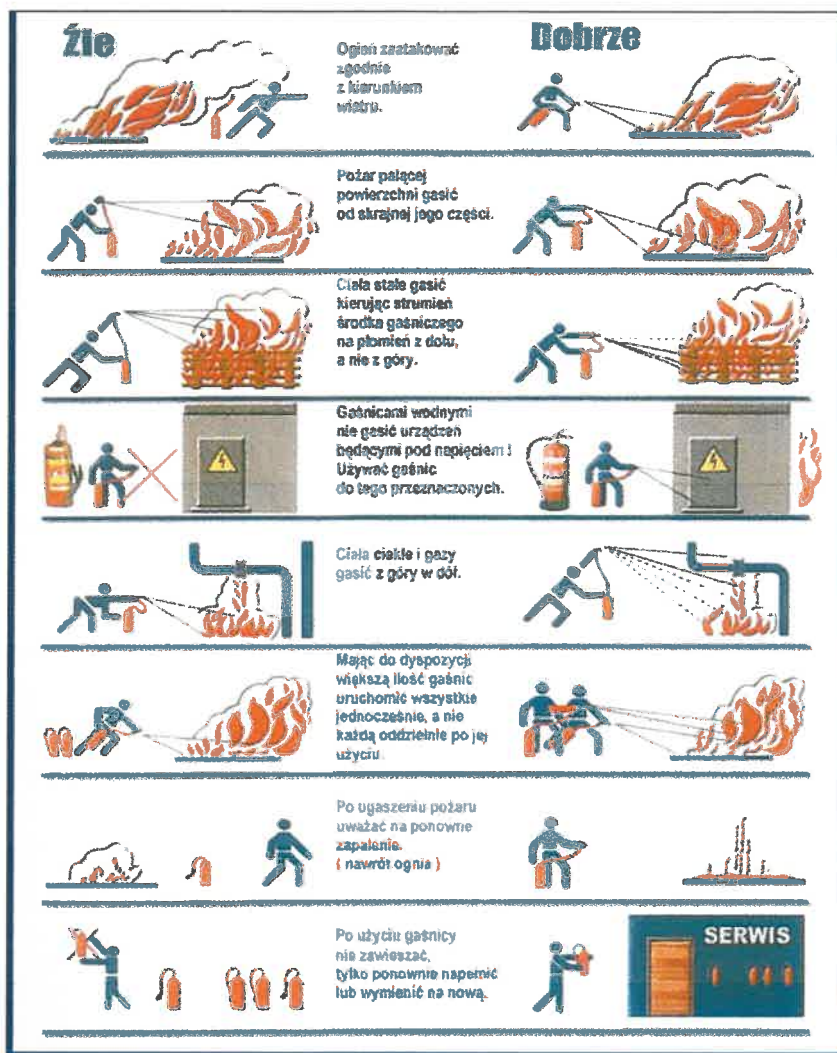 Źle
Dobrze
Ogień zaatakować
zgodnie
z kierunkiem
wiatru.
Pożar palącej
powierzchni gasić
od skrajnej jego części.
Ciała stałe gasić
kierując strumień
środka gaśniczego
na płomień z dołu,
a nie z góry.
Gaśnicami wodnymi
nie gasić urządzeń
będącymi pod napięciem !
Używać gaśnic
do tego przeznaczonych.
Ciała ciekłe i gazy
gasić z góry w dół.
Mając do dyspozycji
większą ilość gaśnic
uruchomić wszystkie
jednocześnie, a nie
każdą oddzielnie po jej
użyciu
Po ugaszeniu pożaru
uważać na ponowne
zapalenie.
( nawrót ognia )
Po użyciu gaśnicy
nie zawieszać,
tylko ponownie napełnić
lub wymienić na nową.
SERWIS